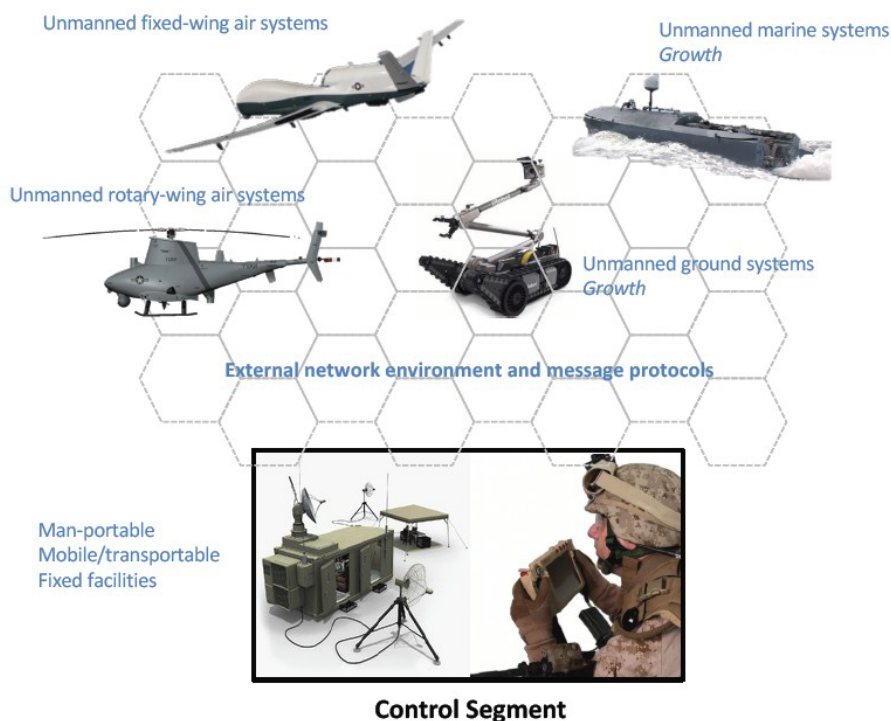 Unmanned fixed-wing air systems
Unmanned marine systems
Growth
Unmanned rotary-wing air systems
Unmanned ground systems
Growth
External network environment and message protocols
Man-portable
Mobile/transportable
Fixed facilities
Control Segment